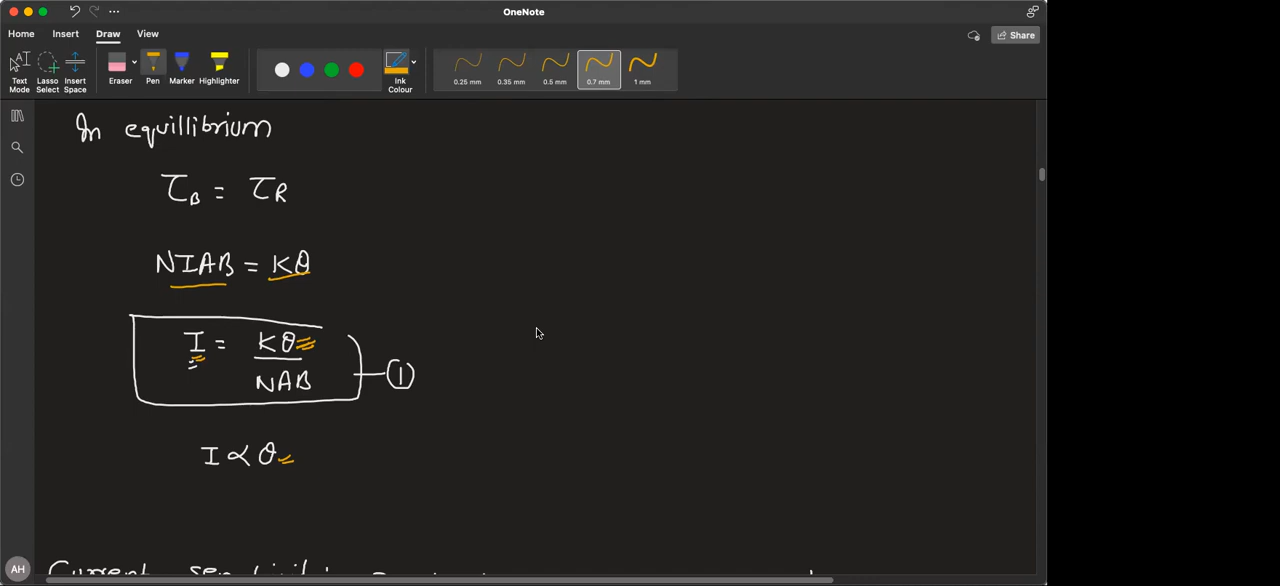 OneNote
Home Insert Draw View
Share
Text Mode
Lasso Select
Insert Space
Eraser
Pen
Marker
Highlighter
Ink Colour
0.25 mm
0.35 mm
0.5 mm
0.7 mm
1 mm
In equillibrium
τB = τR
NIAB = Kθ
I = Kθ / NAB — ①
I ∝ θ
AH
Current